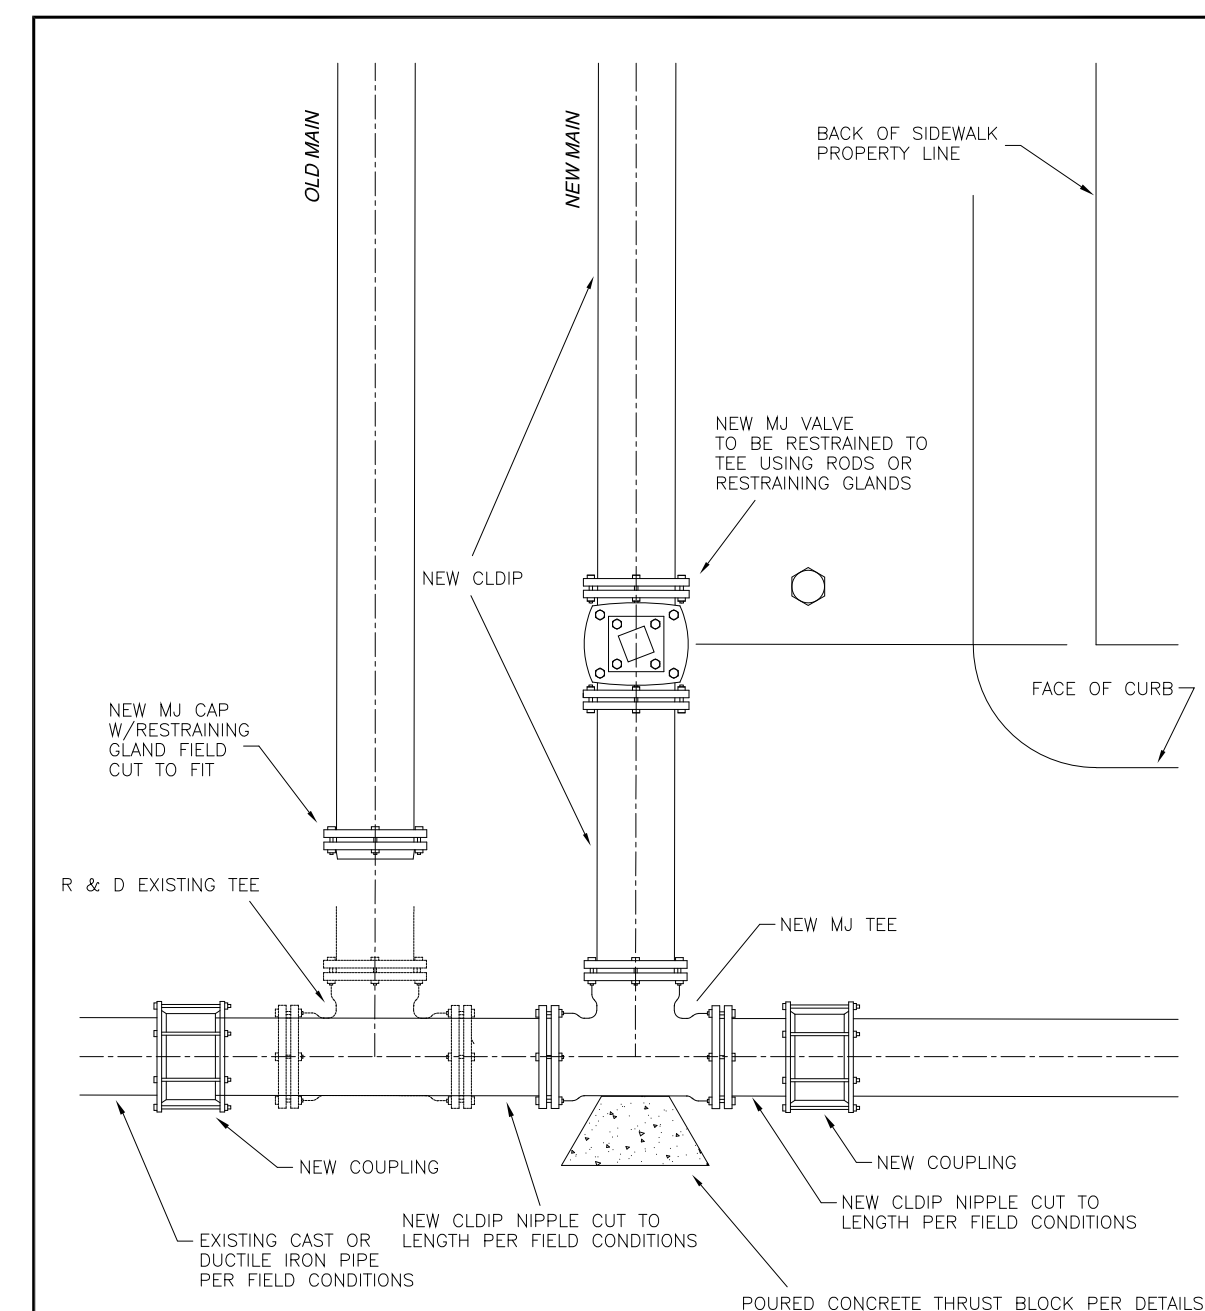 OLD MAIN
NEW MAIN
BACK OF SIDEWALK
PROPERTY LINE
NEW MJ VALVE
TO BE RESTRAINED TO
TEE USING RODS OR
RESTRAINING GLANDS
NEW CLDIP
FACE OF CURB
NEW MJ CAP
W/RESTRAINING
GLAND FIELD
CUT TO FIT
R & D EXISTING TEE
NEW MJ TEE
NEW COUPLING
NEW COUPLING
NEW CLDIP NIPPLE CUT TO
LENGTH PER FIELD CONDITIONS
NEW CLDIP NIPPLE CUT TO
LENGTH PER FIELD CONDITIONS
EXISTING CAST OR
DUCTILE IRON PIPE
PER FIELD CONDITIONS
POURED CONCRETE THRUST BLOCK PER DETAILS